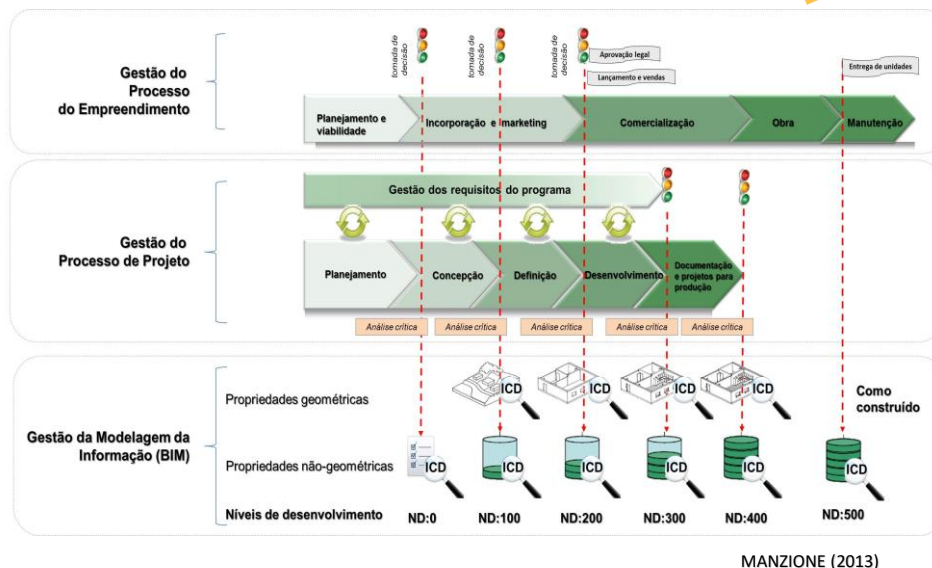 tomada de
decisão
tomada de
decisão
tomada de
decisão
Aprovação legal
Lançamento e vendas
Entrega de unidades
Gestão do
Processo
do Empreendimento
Planejamento e
viabilidade
Incorporação e marketing
Comercialização
Obra
Manutenção
Gestão dos requisitos do programa
Gestão do
Processo de Projeto
Planejamento
Concepção
Definição
Desenvolvimento
Documentação
e projetos para
produção
Análise crítica
Análise crítica
Análise crítica
Análise crítica
Análise crítica
Gestão da Modelagem da
Informação (BIM)
Propriedades geométricas
ICD
ICD
ICD
ICD
Como
construído
Propriedades não-geométricas
ICD
ICD
ICD
ICD
ICD
ICD
Níveis de desenvolvimento
ND:0
ND:100
ND:200
ND:300
ND:400
ND:500
MANZIONE (2013)